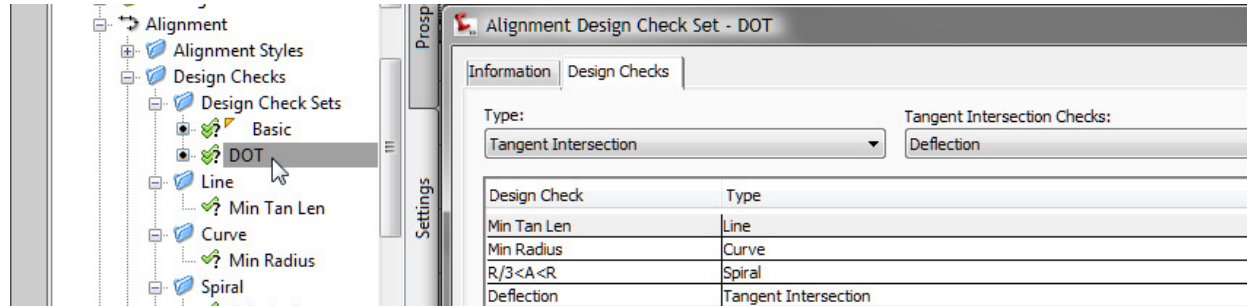 Alignment
Alignment Styles
Design Checks
Design Check Sets
Basic
DOT
Line
Min Tan Len
Curve
Min Radius
Spiral
Prosp
Settings
Alignment Design Check Set - DOT
Information Design Checks
Type: Tangent Intersection Checks:
Tangent Intersection Deflection
Design Check Type
Min Tan Len Line
Min Radius Curve
R/3<A<R Spiral
Deflection Tangent Intersection